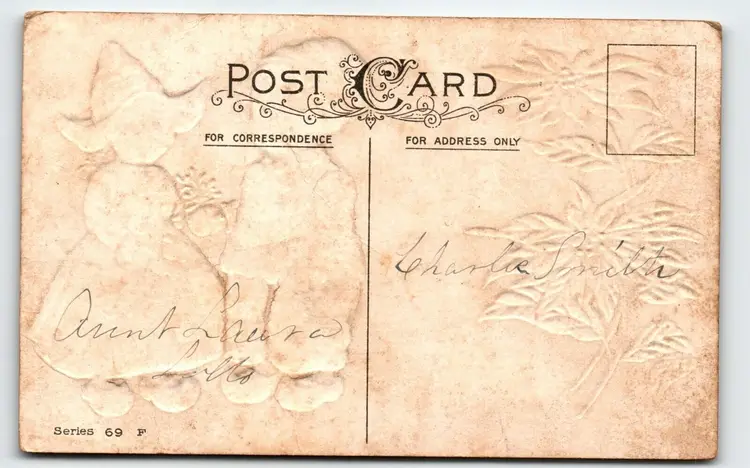 POST CARD
FOR CORRESPONDENCE
FOR ADDRESS ONLY
Charlie Smith
Aunt Laura
Series 69 F